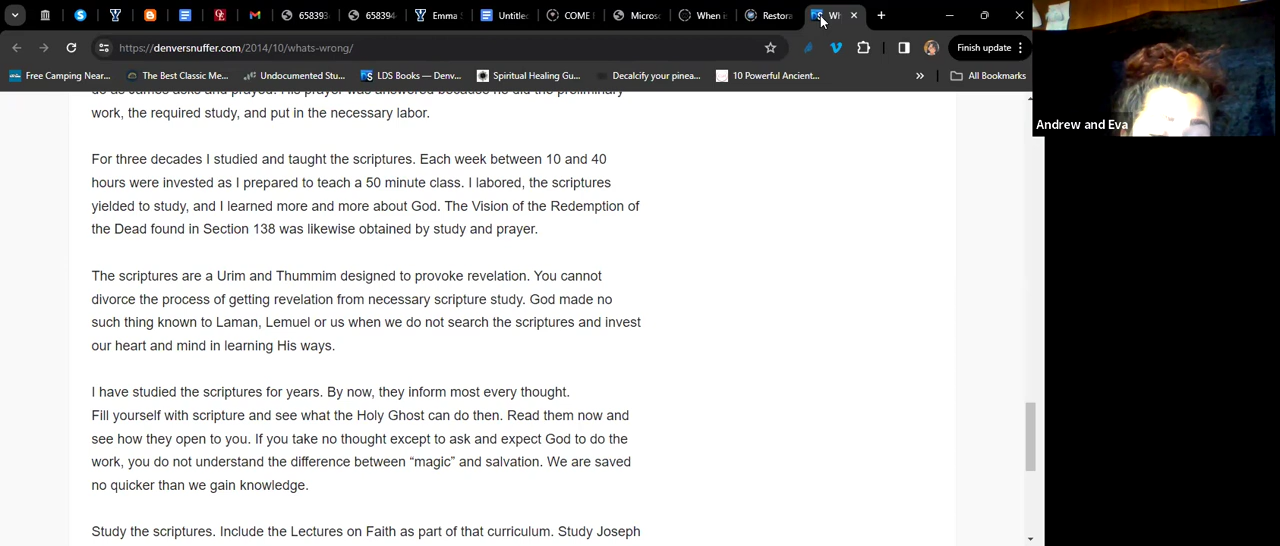 658393
658394
Emma
Untitle
COME
Micros
When i
Restora
Wh
https://denversnuffer.com/2014/10/whats-wrong/
Finish update
Free Camping Near...
The Best Classic Me...
Undocumented Stu...
LDS Books — Denv...
Spiritual Healing Gu...
Decalcify your pinea...
10 Powerful Ancient...
»
All Bookmarks
Andrew and Eva
do as James asks and prayed. His prayer was answered because he did the preliminary
work, the required study, and put in the necessary labor.
For three decades I studied and taught the scriptures. Each week between 10 and 40
hours were invested as I prepared to teach a 50 minute class. I labored, the scriptures
yielded to study, and I learned more and more about God. The Vision of the Redemption of
the Dead found in Section 138 was likewise obtained by study and prayer.
The scriptures are a Urim and Thummim designed to provoke revelation. You cannot
divorce the process of getting revelation from necessary scripture study. God made no
such thing known to Laman, Lemuel or us when we do not search the scriptures and invest
our heart and mind in learning His ways.
I have studied the scriptures for years. By now, they inform most every thought.
Fill yourself with scripture and see what the Holy Ghost can do then. Read them now and
see how they open to you. If you take no thought except to ask and expect God to do the
work, you do not understand the difference between “magic” and salvation. We are saved
no quicker than we gain knowledge.
Study the scriptures. Include the Lectures on Faith as part of that curriculum. Study Joseph